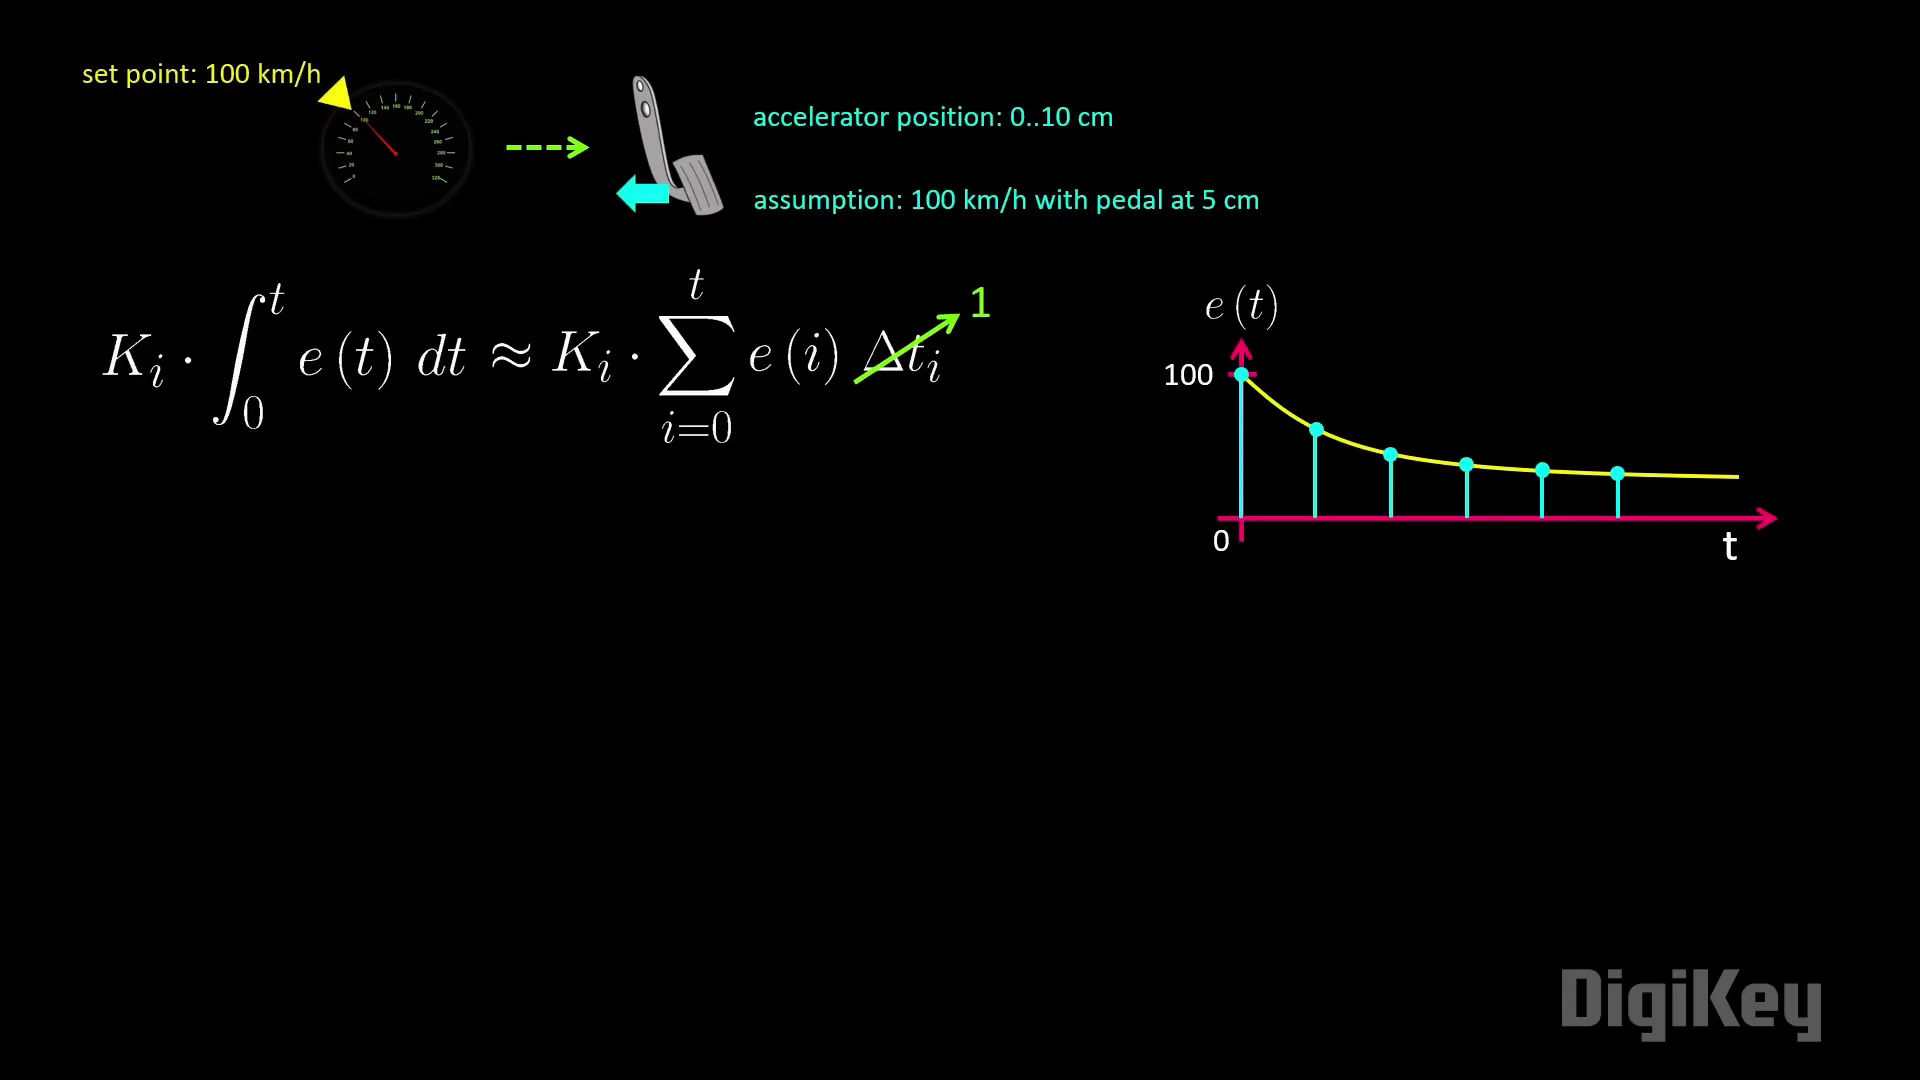 set point: 100 km/h
accelerator position: 0..10 cm
assumption: 100 km/h with pedal at 5 cm
K_i · ∫_0^t e(t) dt ≈ K_i · ∑_{i=0}^t e(i) Δt_i
1
e(t)
100
0
t
DigiKey